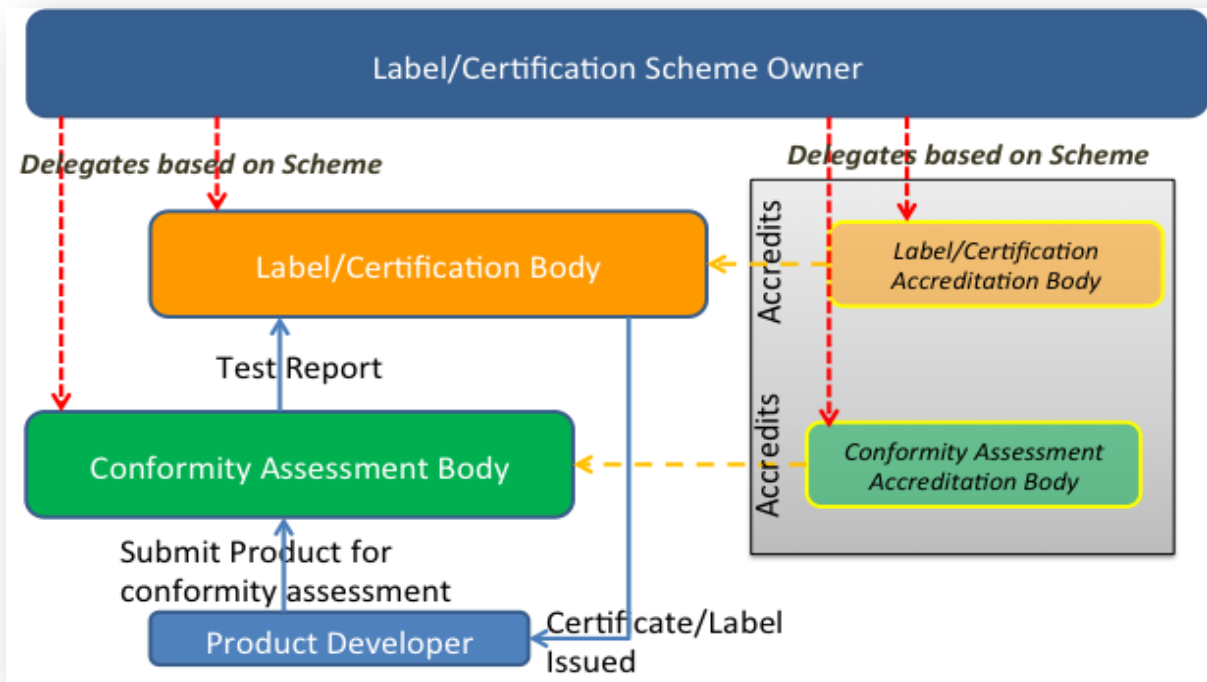 Label/Certification Scheme Owner
Delegates based on Scheme
Delegates based on Scheme
Accredits
Label/Certification
Accreditation Body
Label/Certification Body
Test Report
Accredits
Conformity Assessment
Accreditation Body
Conformity Assessment Body
Submit Product for
conformity assessment
Product Developer
Certificate/Label
Issued